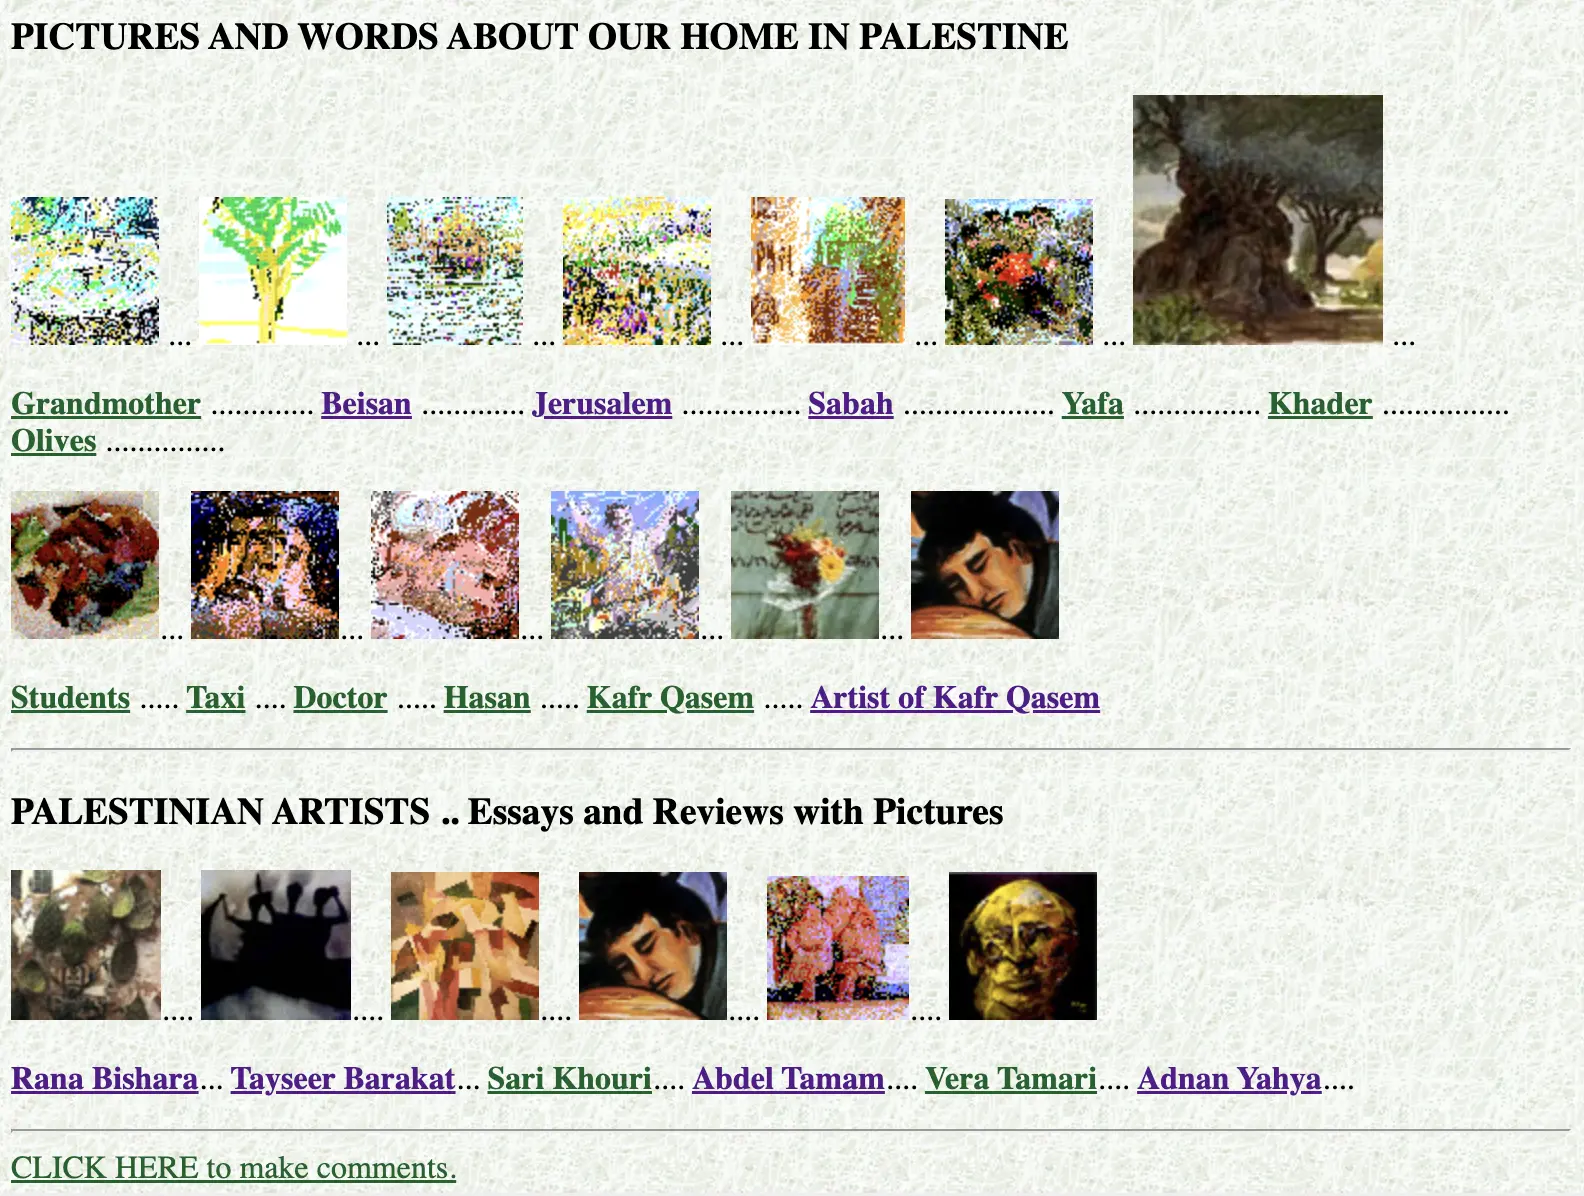 PICTURES AND WORDS ABOUT OUR HOME IN PALESTINE
... ... ... ... ... ... ...
Grandmother ............. Beisan ............. Jerusalem ............... Sabah ................... Yafa ................ Khader ................
Olives ...............
... ... ... ... ...
Students ..... Taxi .... Doctor ..... Hasan ..... Kafr Qasem ..... Artist of Kafr Qasem
PALESTINIAN ARTISTS .. Essays and Reviews with Pictures
.... .... .... .... ....
Rana Bishara... Tayseer Barakat... Sari Khouri.... Abdel Tamam.... Vera Tamari.... Adnan Yahya....
CLICK HERE to make comments.